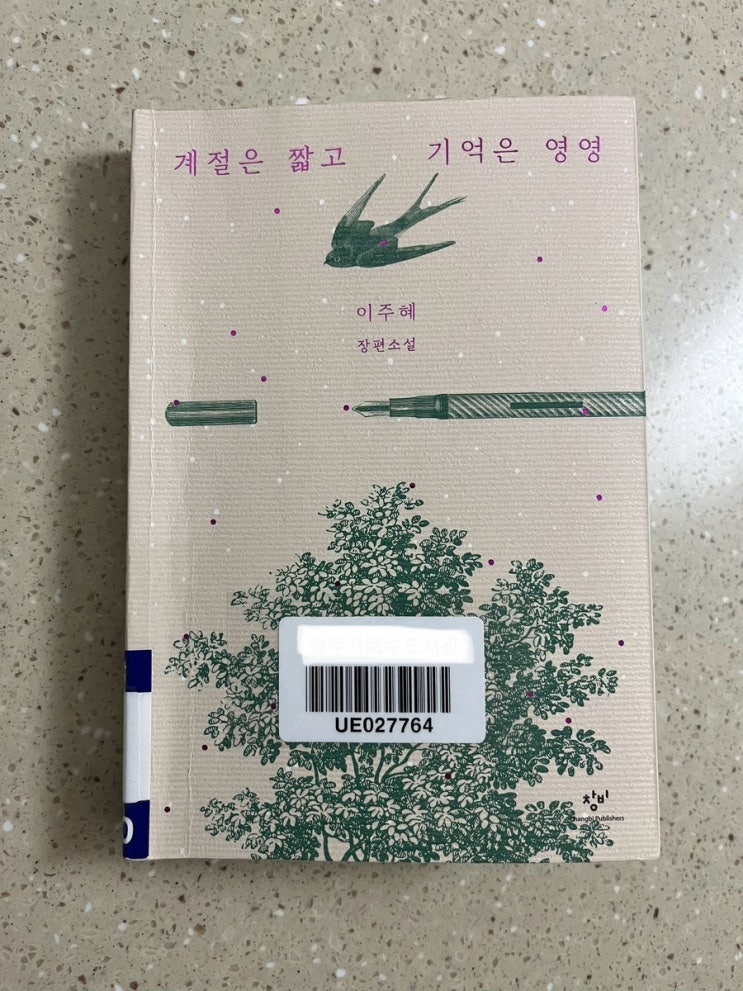 계절은 짧고 기억은 영영
이주혜
장편소설
UE027764
창비
Changbi Publishers